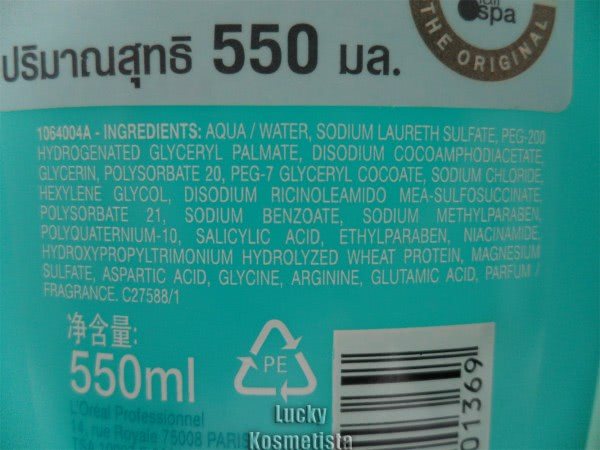 spa
THE ORIGINAL
ปริมาณสุทธิ 550 มล.
1064004A - INGREDIENTS: AQUA / WATER, SODIUM LAURETH SULFATE, PEG-200
HYDROGENATED GLYCERYL PALMATE, DISODIUM COCOAMPHODIACETATE,
GLYCERIN, POLYSORBATE 20, PEG-7 GLYCERYL COCOATE, SODIUM CHLORIDE,
HEXYLENE GLYCOL, DISODIUM RICINOLEAMIDO MEA-SULFOSUCCINATE,
POLYSORBATE 21, SODIUM BENZOATE, SODIUM METHYLPARABEN,
POLYQUATERNIUM-10, SALICYLIC ACID, ETHYLPARABEN, NIACINAMIDE,
HYDROXYPROPYLTRIMONIUM HYDROLYZED WHEAT PROTEIN, MAGNESIUM
SULFATE, ASPARTIC ACID, GLYCINE, ARGININE, GLUTAMIC ACID, PARFUM /
FRAGRANCE. C27588/1
净含量:
550ml
PE
L'Oréal Professionnel
14, rue Royale 75008 PARIS
01369
Lucky
Kosmetista